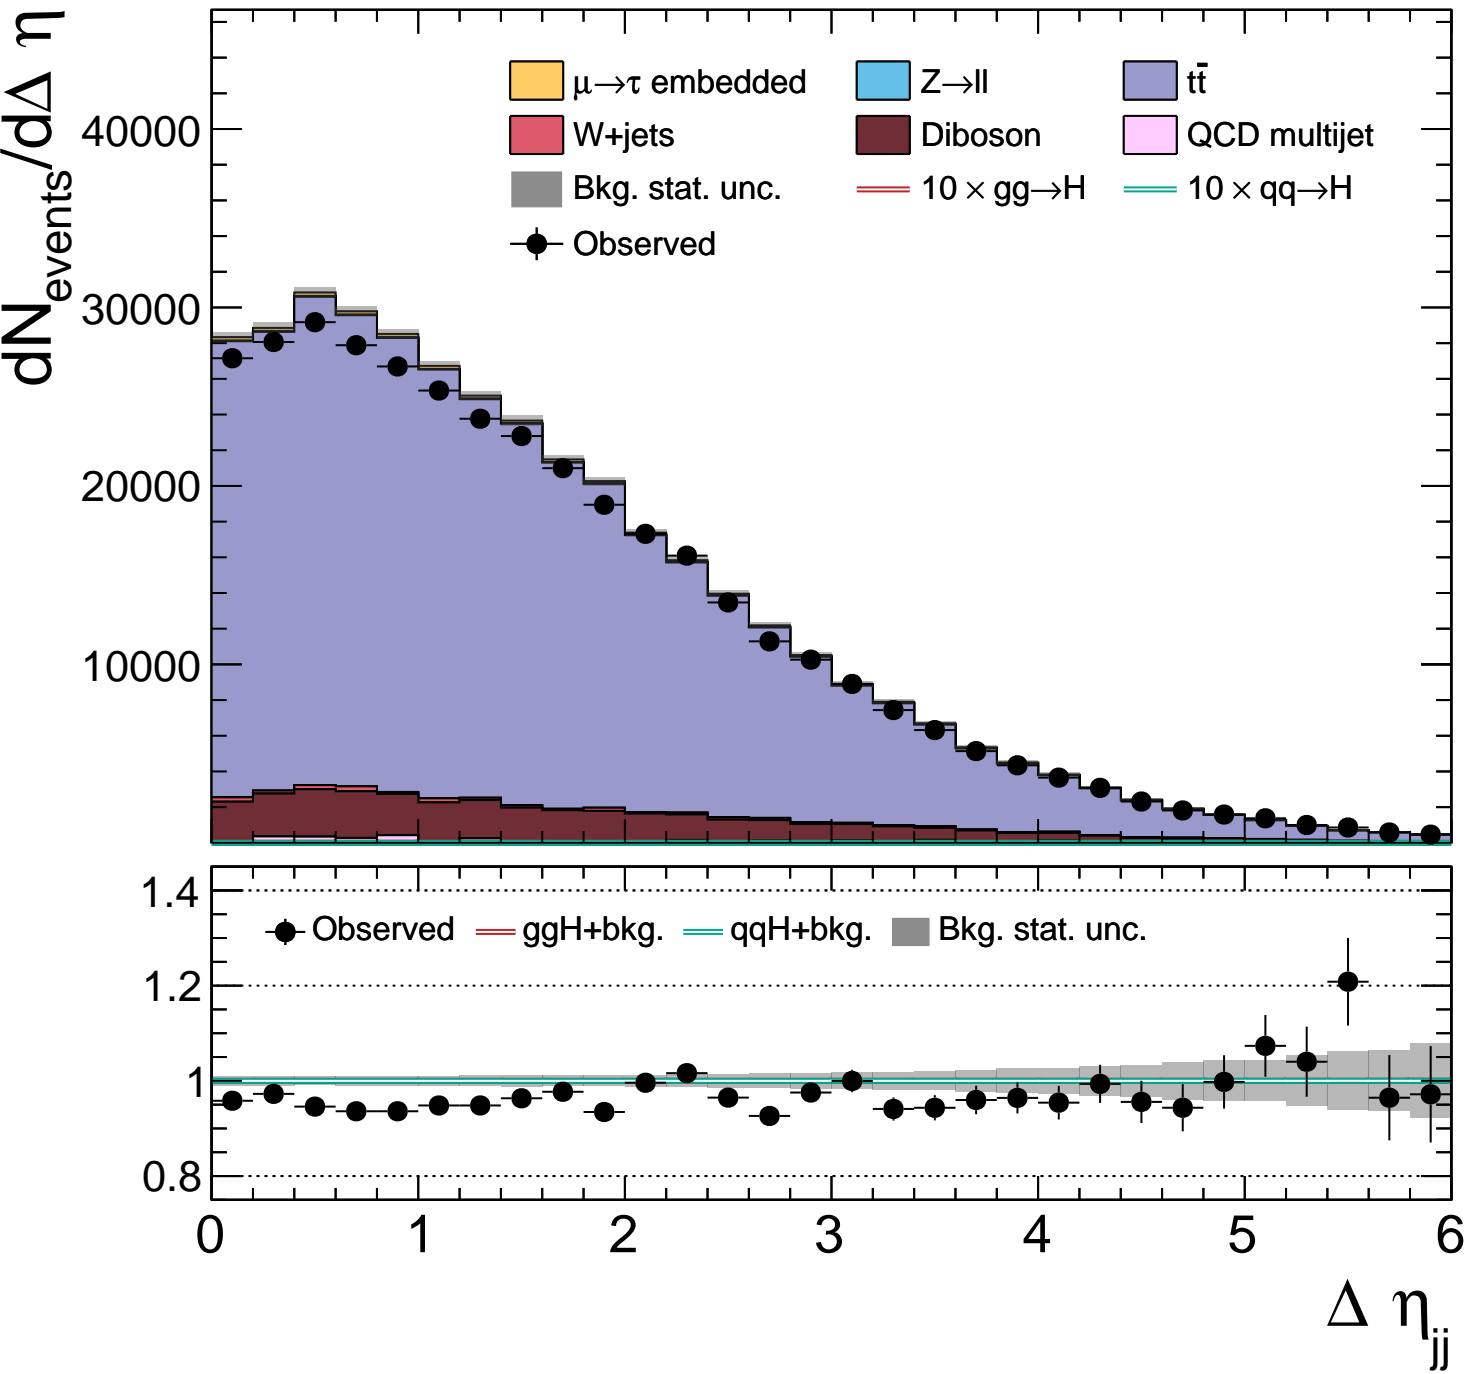 dN_events/dΔ η
μ→τ embedded Z→ll tt̄
W+jets Diboson QCD multijet
Bkg. stat. unc. 10 × gg→H 10 × qq→H
Observed
40000
30000
20000
10000
Observed ggH+bkg. qqH+bkg. Bkg. stat. unc.
1.4
1.2
1
0.8
0 1 2 3 4 5 6
Δ η_jj